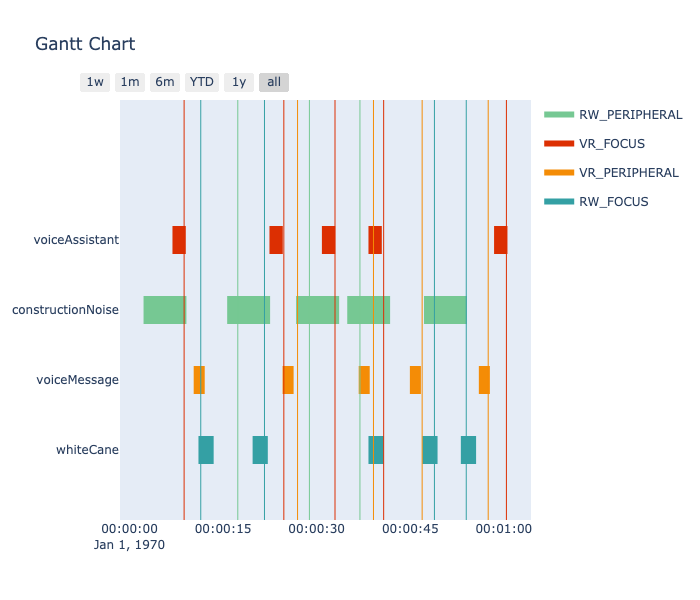 Gantt Chart
1w 1m 6m YTD 1y all
RW_PERIPHERAL
VR_FOCUS
VR_PERIPHERAL
RW_FOCUS
voiceAssistant
constructionNoise
voiceMessage
whiteCane
00:00:00 00:00:15 00:00:30 00:00:45 00:01:00
Jan 1, 1970